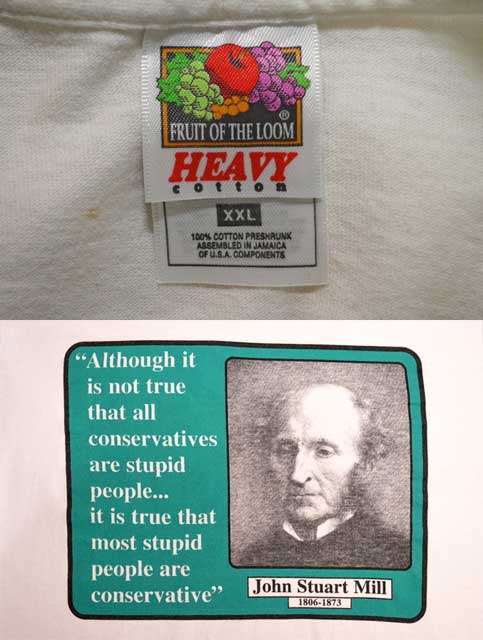 FRUIT OF THE LOOM
®
HEAVY
cotton
XXL
100% COTTON PRESHRUNK
ASSEMBLED IN JAMAICA
OF U.S.A. COMPONENTS
“Although it
is not true
that all
conservatives
are stupid
people...
it is true that
most stupid
people are
conservative”
John Stuart Mill
1806-1873